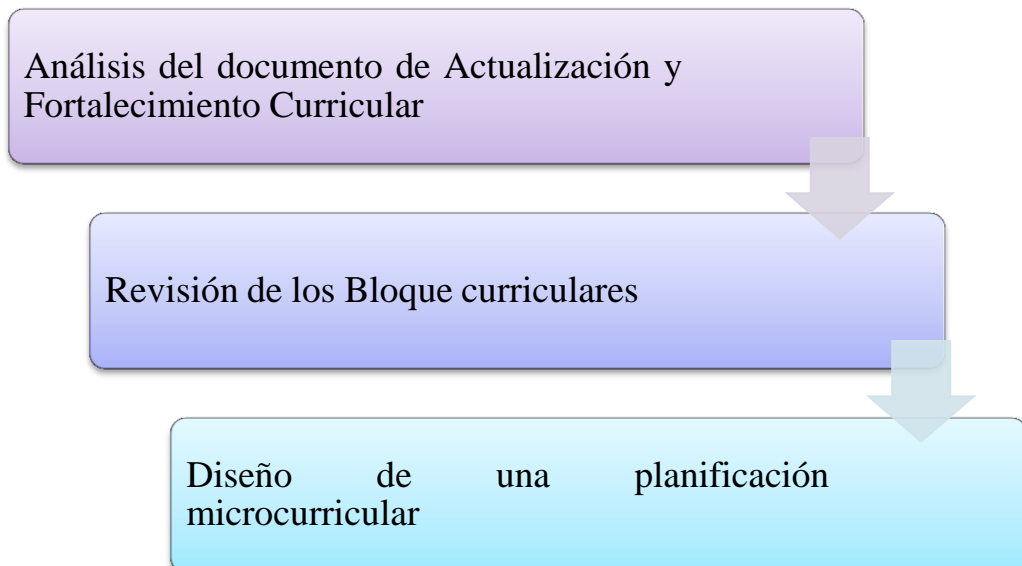 Análisis del documento de Actualización y
Fortalecimiento Curricular
Revisión de los Bloque curriculares
Diseño de una planificación
microcurricular